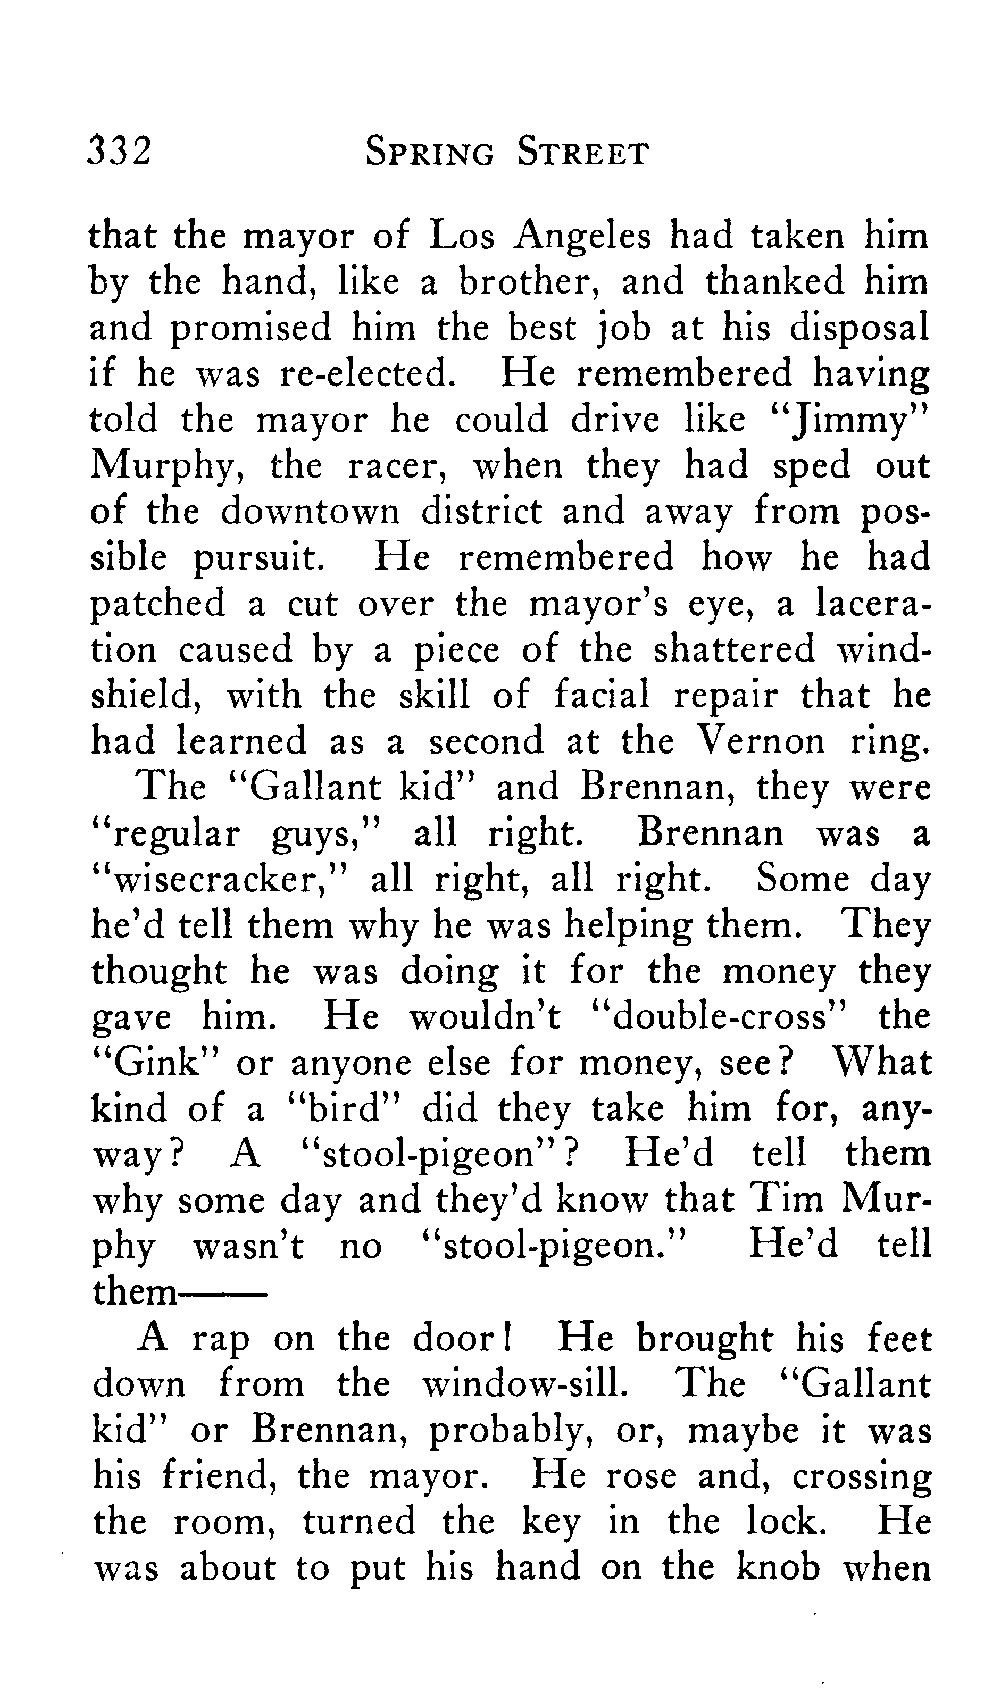 332 SPRING STREET
that the mayor of Los Angeles had taken him
by the hand, like a brother, and thanked him
and promised him the best job at his disposal
if he was re-elected. He remembered having
told the mayor he could drive like “Jimmy”
Murphy, the racer, when they had sped out
of the downtown district and away from pos-
sible pursuit. He remembered how he had
patched a cut over the mayor’s eye, a lacera-
tion caused by a piece of the shattered wind-
shield, with the skill of facial repair that he
had learned as a second at the Vernon ring.
The “Gallant kid” and Brennan, they were
“regular guys,” all right. Brennan was a
“wisecracker,” all right, all right. Some day
he’d tell them why he was helping them. They
thought he was doing it for the money they
gave him. He wouldn’t “double-cross” the
“Gink” or anyone else for money, see? What
kind of a “bird” did they take him for, any-
way? A “stool-pigeon”? He’d tell them
why some day and they’d know that Tim Mur-
phy wasn’t no “stool-pigeon.” He’d tell
them——
A rap on the door! He brought his feet
down from the window-sill. The “Gallant
kid” or Brennan, probably, or, maybe it was
his friend, the mayor. He rose and, crossing
the room, turned the key in the lock. He
was about to put his hand on the knob when